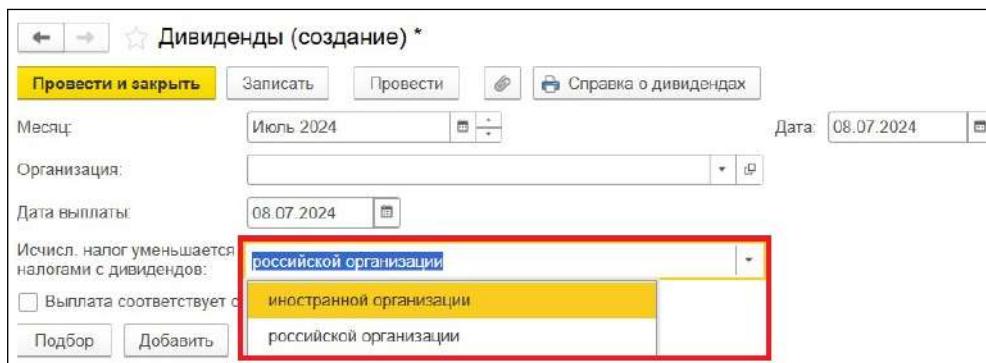 Дивиденды (создание) *
Провести и закрыть Записать Провести Справка о дивидендах
Месяц: Июль 2024 Дата: 08.07.2024
Организация:
Дата выплаты: 08.07.2024
Исчисл. налог уменьшается
налогами с дивидендов: российской организации
Выплата соответствует
иностранной организации
российской организации
Подбор Добавить